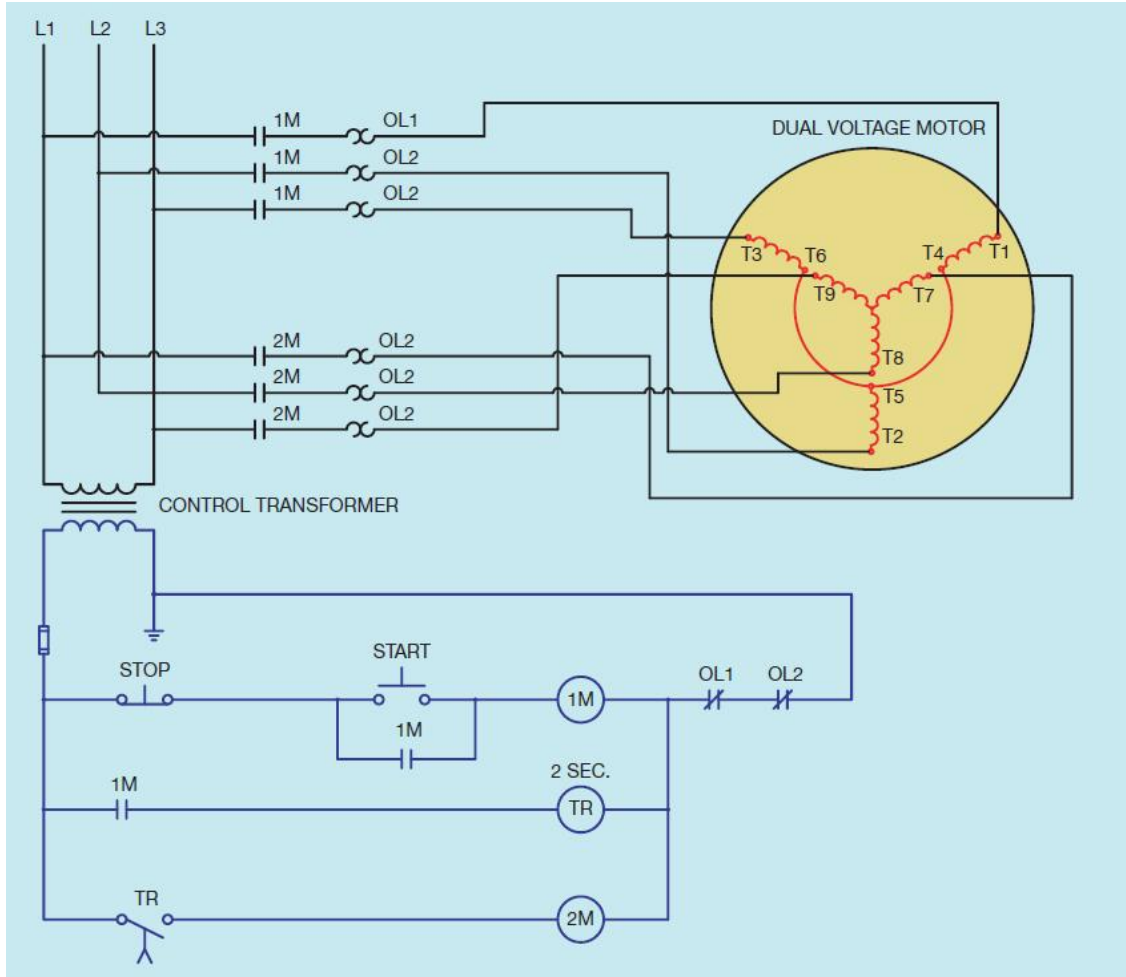 L1 L2 L3
1M OL1
DUAL VOLTAGE MOTOR
1M OL2
1M OL2
T3 T6 T4 T1
T9 T7
2M OL2
T8
2M OL2
T5
2M OL2
T2
CONTROL TRANSFORMER
STOP START OL1 OL2
1M
1M
2 SEC.
1M TR
TR
2M